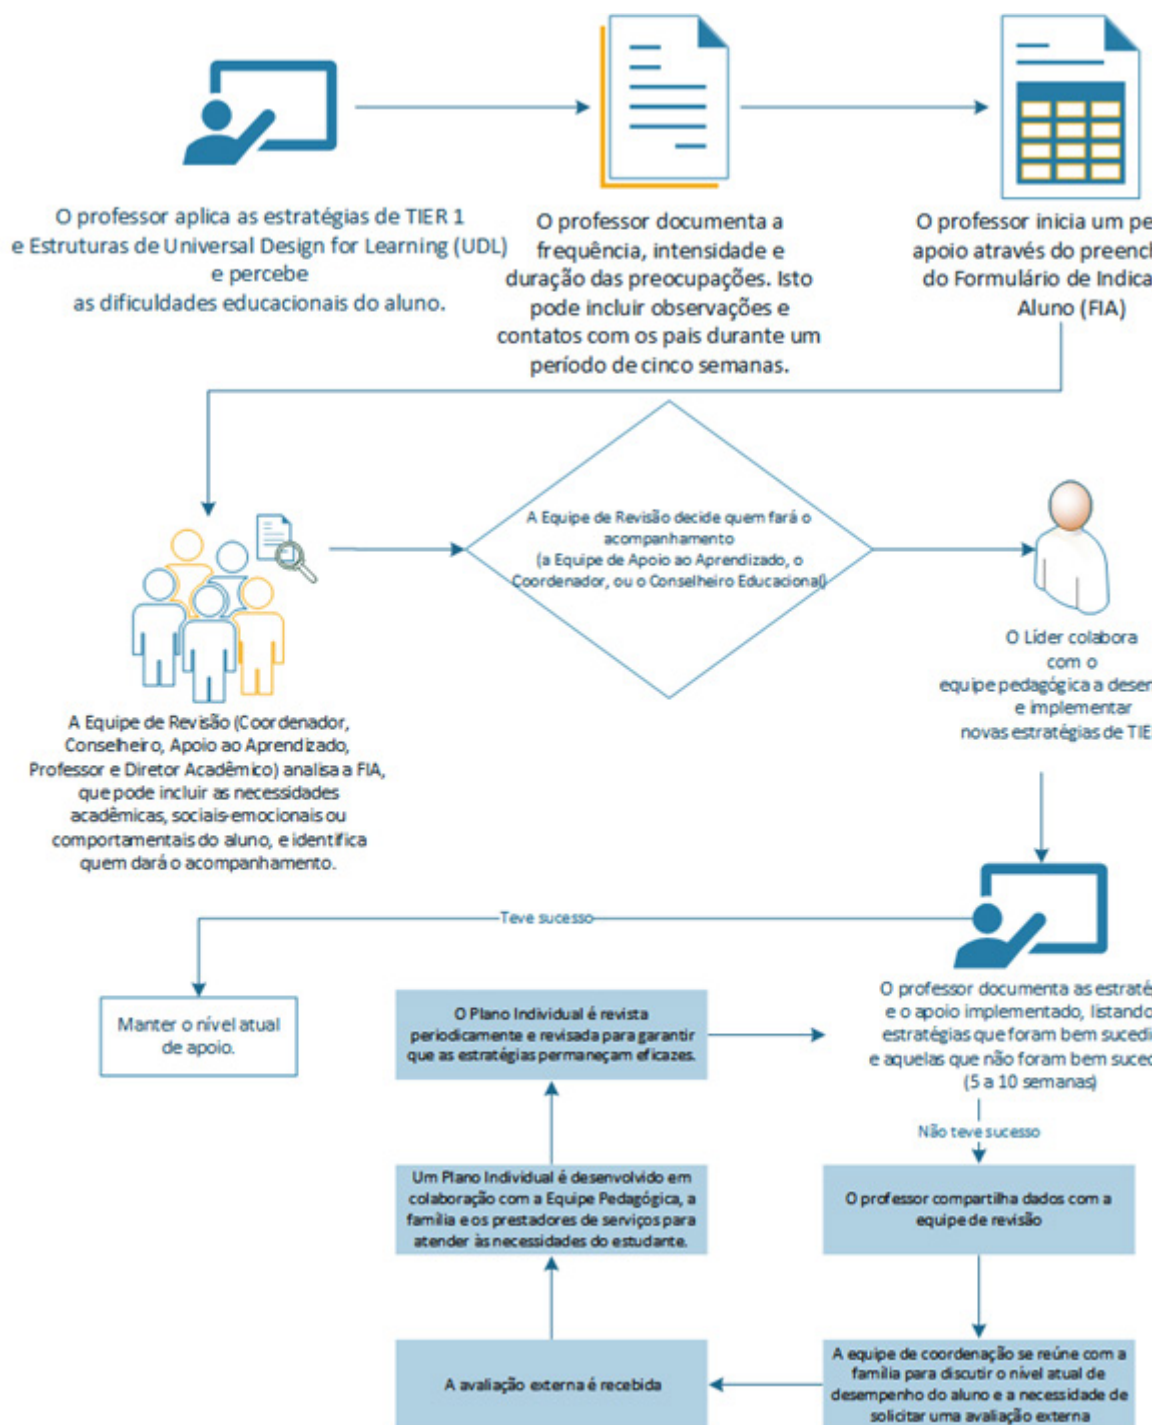 O professor aplica as estratégias de TIER 1
e Estruturas de Universal Design for Learning (UDL)
e percebe
as dificuldades educacionais do aluno.
O professor documenta a
frequência, intensidade e
duração das preocupações. Isto
pode incluir observações e
contatos com os pais durante um
período de cinco semanas.
O professor inicia um
apoio através do
do Formulário de
Aluno (FIA)
A Equipe de Revisão (Coordenador,
Conselheiro, Apoio ao Aprendizado,
Professor e Diretor Acadêmico) analisa a FIA,
que pode incluir as necessidades
acadêmicas, sociais-emocionais ou
comportamentais do aluno, e identifica
quem dará o acompanhamento.
A Equipe de Revisão decide quem fará o
acompanhamento
(a Equipe de Apoio ao Aprendizado, o
Coordenador, ou o Conselheiro Educacional)
O Líder colabora
com o
equipe pedagógica a
e implementar
novas estratégias de
Teve sucesso
Manter o nível atual
de apoio.
O professor documenta as
e o apoio implementado, listando
estratégias que foram bem
e aquelas que não foram bem
(5 a 10 semanas)
Não teve sucesso
O professor compartilha dados com a
equipe de revisão
A equipe de coordenação se reúne com a
família para discutir o nível atual de
desempenho do aluno e a necessidade de
solicitar uma avaliação externa
A avaliação externa é recebida
Um Plano Individual é desenvolvido em
colaboração com a Equipe Pedagógica, a
família e os prestadores de serviços para
atender às necessidades do estudante.
O Plano Individual é revista
periodicamente e revisada para garantir
que as estratégias permaneçam eficazes.